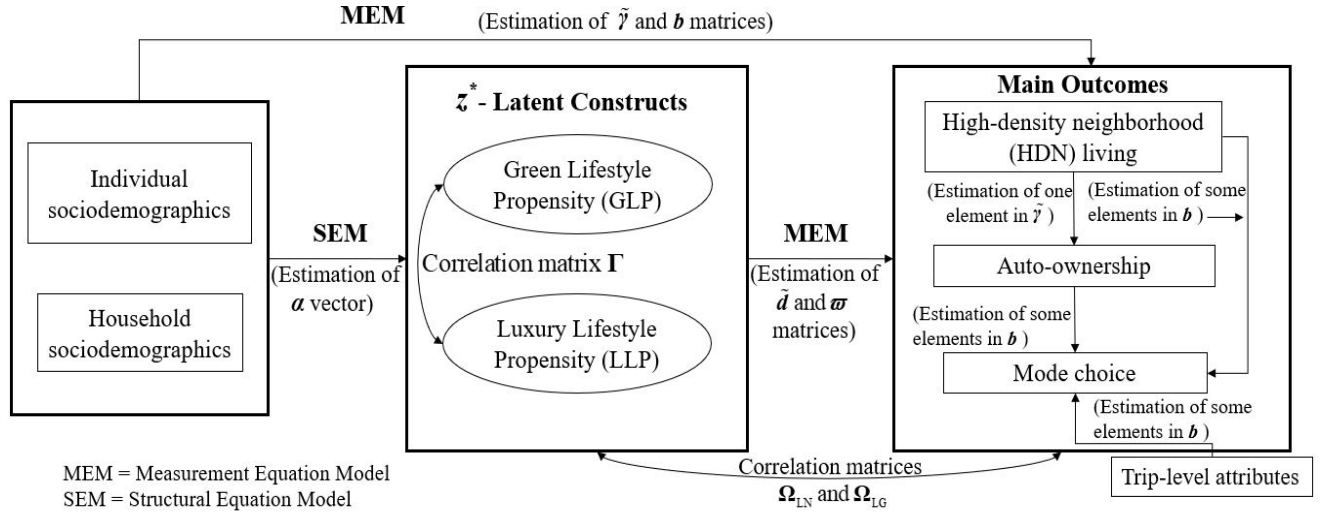 MEM
(Estimation of γ̃ and b matrices)
Individual
sociodemographics
Household
sociodemographics
SEM
(Estimation of
α vector)
z* - Latent Constructs
Green Lifestyle
Propensity (GLP)
Correlation matrix Γ
Luxury Lifestyle
Propensity (LLP)
MEM
(Estimation of
d̃ and ϖ
matrices)
Main Outcomes
High-density neighborhood
(HDN) living
(Estimation of one
element in γ̃ )
(Estimation of some
elements in b )
Auto-ownership
(Estimation of some
elements in b )
Mode choice
(Estimation of some
elements in b )
Trip-level attributes
Correlation matrices
Ω_LN and Ω_LG
MEM = Measurement Equation Model
SEM = Structural Equation Model